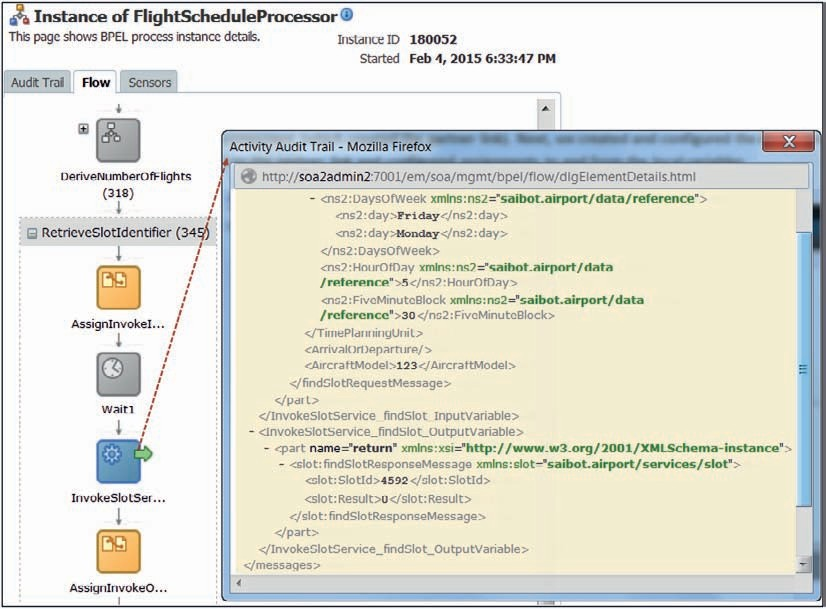 Instance of FlightScheduleProcessor
This page shows BPEL process instance details.
Instance ID 180052
Started Feb 4, 2015 6:33:47 PM
Audit Trail Flow Sensors
DeriveNumberOfFlights
(318)
RetrieveSlotIdentifier (345)
AssignInvokeI...
Wait1
InvokeSlotSer...
AssignInvokeO...
Activity Audit Trail - Mozilla Firefox
http://soa2admin2:7001/em/soa/mgmt/bpel/flow/dlgElementDetails.html
- <ns2:DaysOfWeek xmlns:ns2="saibot.airport/data/reference">
<ns2:day>Friday</ns2:day>
<ns2:day>Monday</ns2:day>
</ns2:DaysOfWeek>
<ns2:HourOfDay xmlns:ns2="saibot.airport/data
/reference">5</ns2:HourOfDay>
<ns2:FiveMinuteBlock xmlns:ns2="saibot.airport/data
/reference">30</ns2:FiveMinuteBlock>
</TimePlanningUnit>
<ArrivalOrDeparture/>
<AircraftModel>123</AircraftModel>
</findSlotRequestMessage>
</part>
</InvokeSlotService_findSlot_InputVariable>
- <InvokeSlotService_findSlot_OutputVariable>
- <part name="return" xmlns:xsi="http://www.w3.org/2001/XMLSchema-instance">
- <slot:findSlotResponseMessage xmlns:slot="saibot.airport/services/slot">
<slot:SlotId>4592</slot:SlotId>
<slot:Result>U</slot:Result>
</slot:findSlotResponseMessage>
</part>
</InvokeSlotService_findSlot_OutputVariable>
</messages>